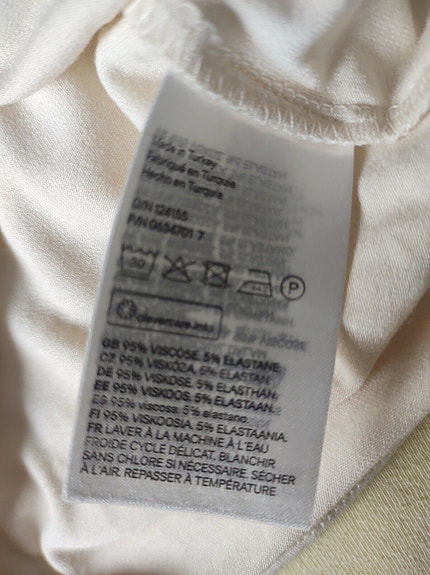 Made in Turkey
Fabriqué en Turquie
Hecho en Turquía
O/N 124155
P/N 0634701 7
30
P
clevercare.info
GB 95% VISCOSE. 5% ELASTANE.
CZ 95% VISKÓZA. 5% ELASTAN.
DE 95% VISKOSE. 5% ELASTHAN.
EE 95% VISKOOS. 5% ELASTAAN.
ES 95% viscosa. 5% elastano.
FI 95% VISKOOSIA. 5% ELASTAANIA.
FR LAVER À LA MACHINE À L'EAU
FROIDE CYCLE DÉLICAT. BLANCHIR
SANS CHLORE SI NÉCESSAIRE. SÉCHER
À L'AIR. REPASSER À TEMPÉRATURE